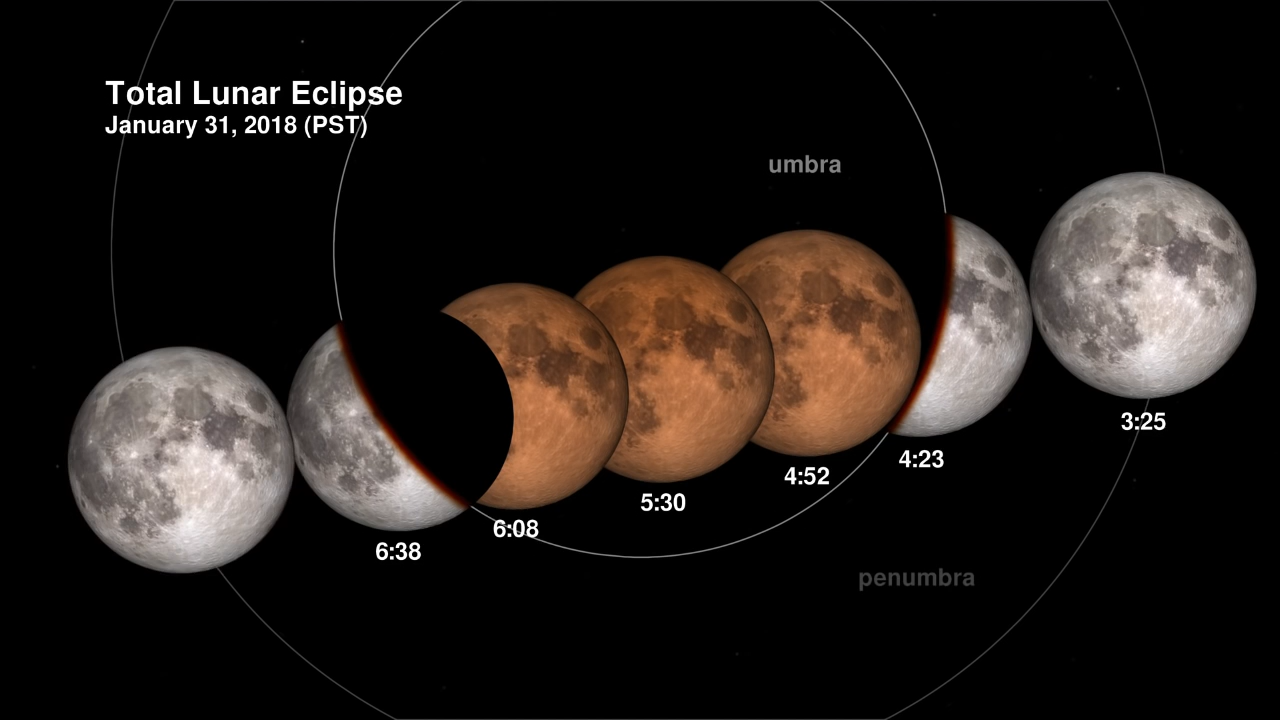 Total Lunar Eclipse
January 31, 2018 (PST)
umbra
3:25
4:23
4:52
5:30
6:08
6:38
penumbra